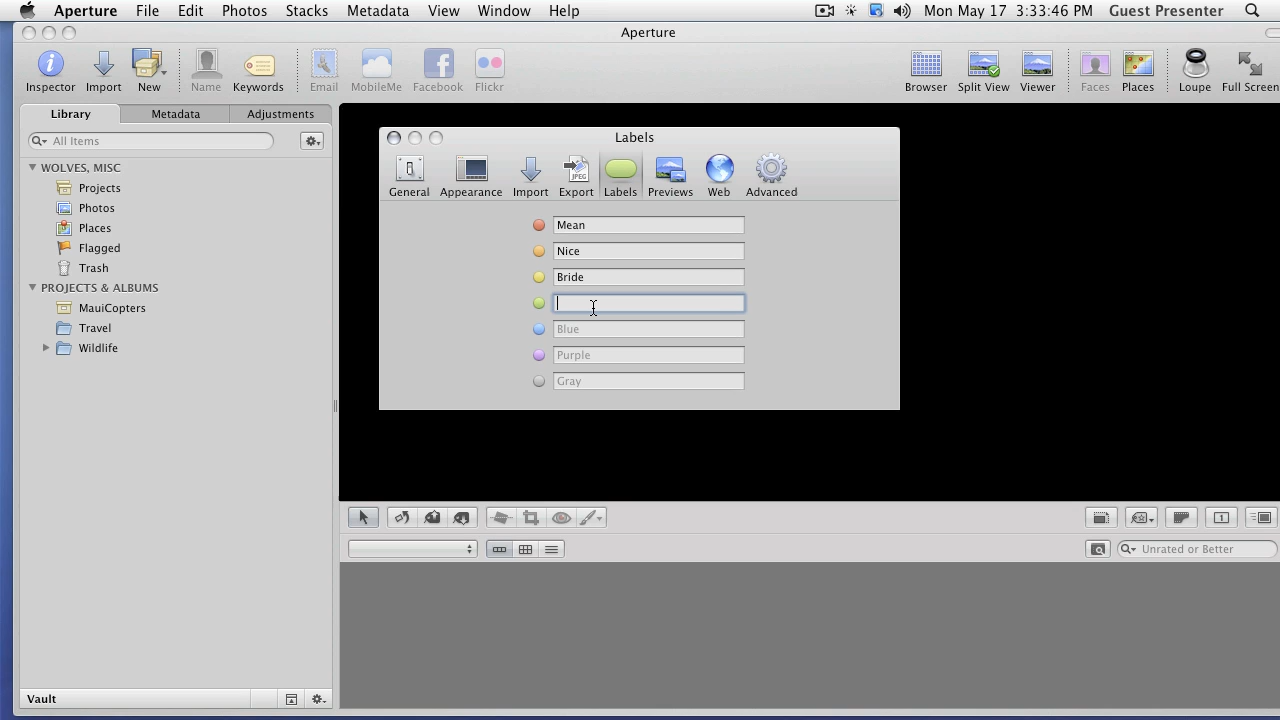 Aperture File Edit Photos Stacks Metadata View Window Help Mon May 17 3:33:46 PM Guest Presenter
Aperture
Inspector Import New Name Keywords Email MobileMe Facebook Flickr Browser Split View Viewer Faces Places Loupe Full Screen
Library Metadata Adjustments
All Items
WOLVES, MISC
Projects
Photos
Places
Flagged
Trash
PROJECTS & ALBUMS
MauiCopters
Travel
Wildlife
Labels
General Appearance Import Export Labels Previews Web Advanced
JPEG
Mean
Nice
Bride
Blue
Purple
Gray
1
Unrated or Better
Vault